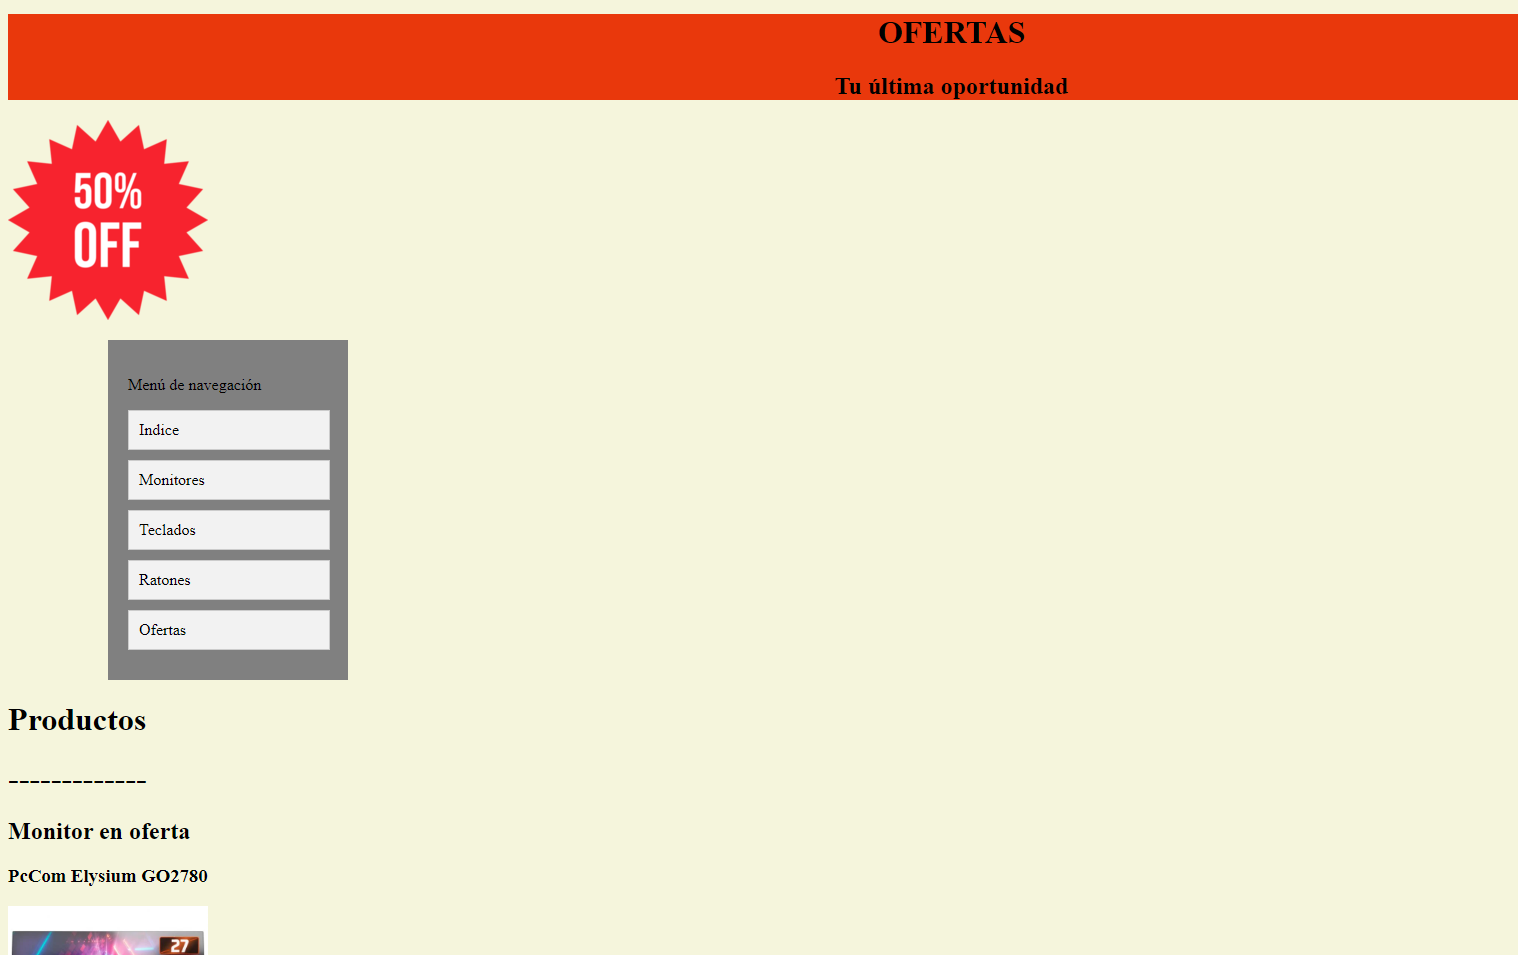 OFERTAS
Tu última oportunidad
50%
OFF
Menú de navegación
Indice
Monitores
Teclados
Ratones
Ofertas
Productos
-------------
Monitor en oferta
PcCom Elysium GO2780
27